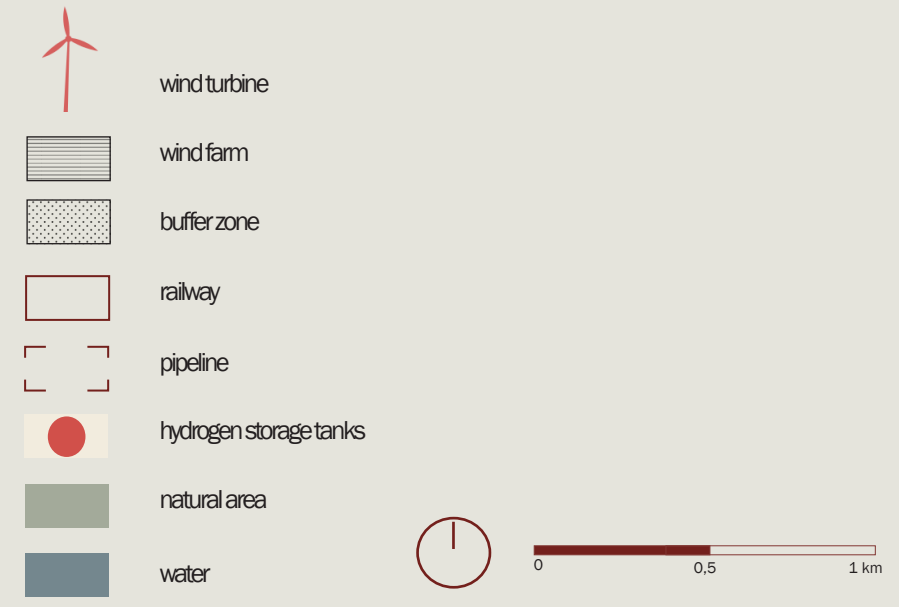 wind turbine
wind farm
buffer zone
railway
pipeline
hydrogen storage tanks
natural area
water
0 0,5 1 km